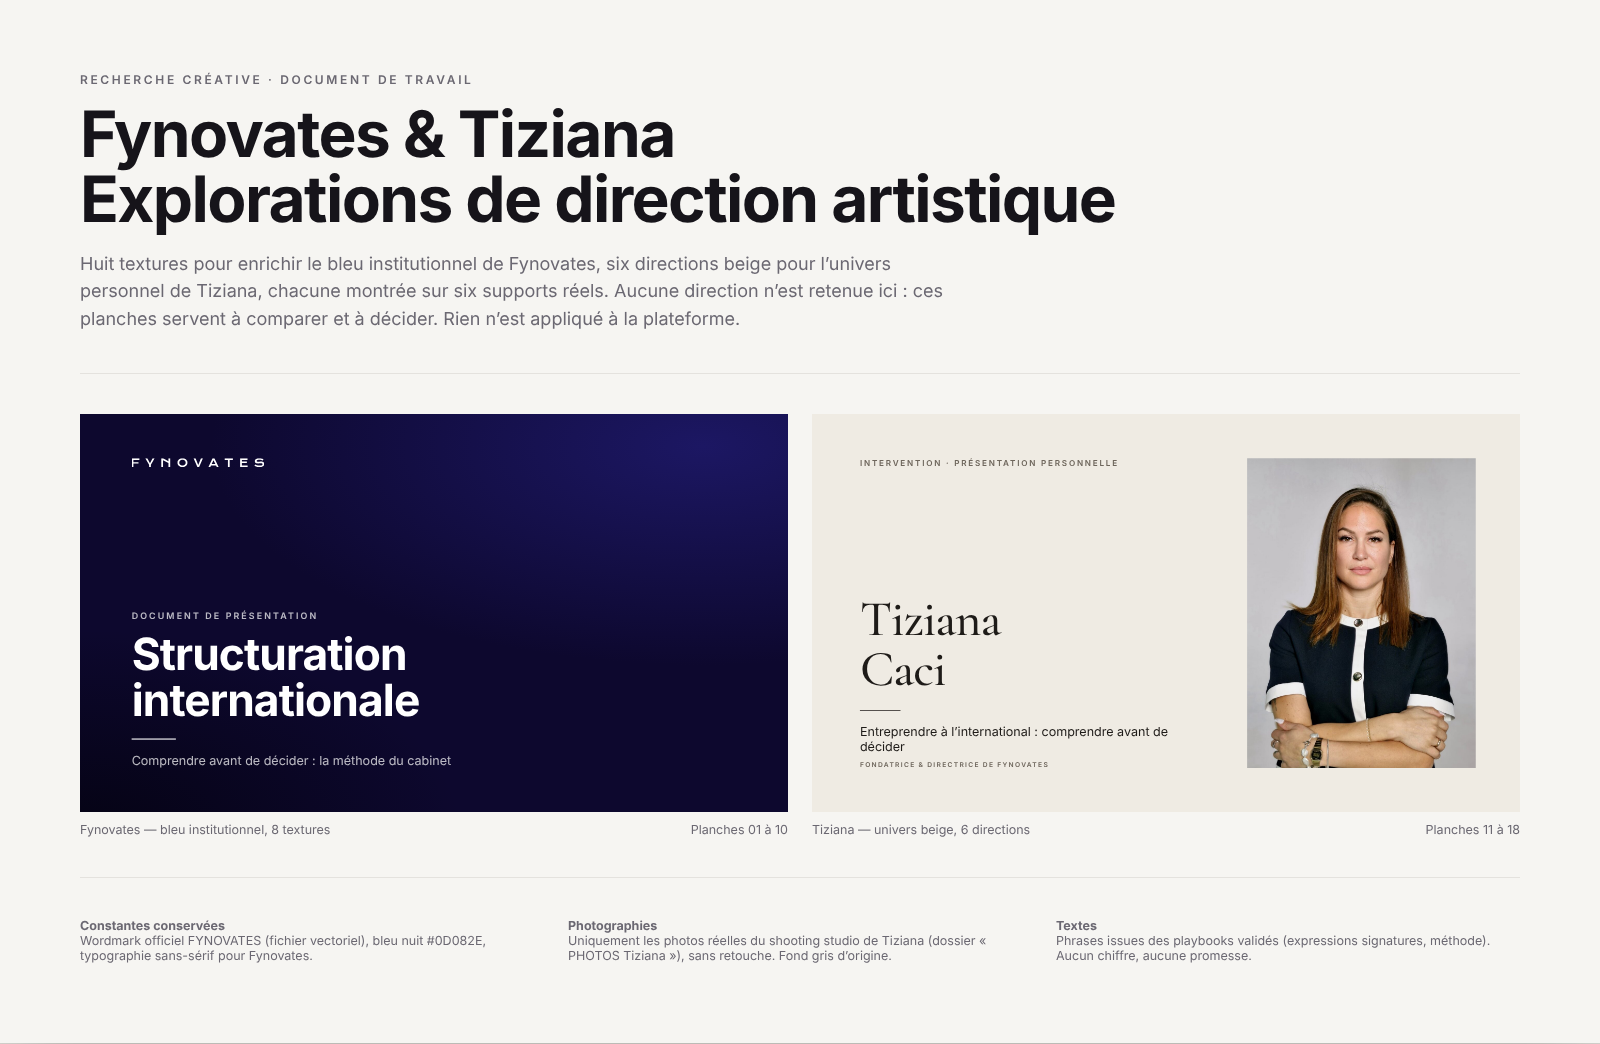 RECHERCHE CRÉATIVE · DOCUMENT DE TRAVAIL
Fynovates & Tiziana
Explorations de direction artistique
Huit textures pour enrichir le bleu institutionnel de Fynovates, six directions beige pour l’univers
personnel de Tiziana, chacune montrée sur six supports réels. Aucune direction n’est retenue ici : ces
planches servent à comparer et à décider. Rien n’est appliqué à la plateforme.
FYNOVATES
DOCUMENT DE PRÉSENTATION
Structuration
internationale
Comprendre avant de décider : la méthode du cabinet
Fynovates — bleu institutionnel, 8 textures
Planches 01 à 10
INTERVENTION · PRÉSENTATION PERSONNELLE
Tiziana
Caci
Entreprendre à l’international : comprendre avant de
décider
FONDATRICE & DIRECTRICE DE FYNOVATES
Tiziana — univers beige, 6 directions
Planches 11 à 18
Constantes conservées
Wordmark officiel FYNOVATES (fichier vectoriel), bleu nuit #0D082E,
typographie sans-sérif pour Fynovates.
Photographies
Uniquement les photos réelles du shooting studio de Tiziana (dossier «
PHOTOS Tiziana »), sans retouche. Fond gris d’origine.
Textes
Phrases issues des playbooks validés (expressions signatures, méthode).
Aucun chiffre, aucune promesse.